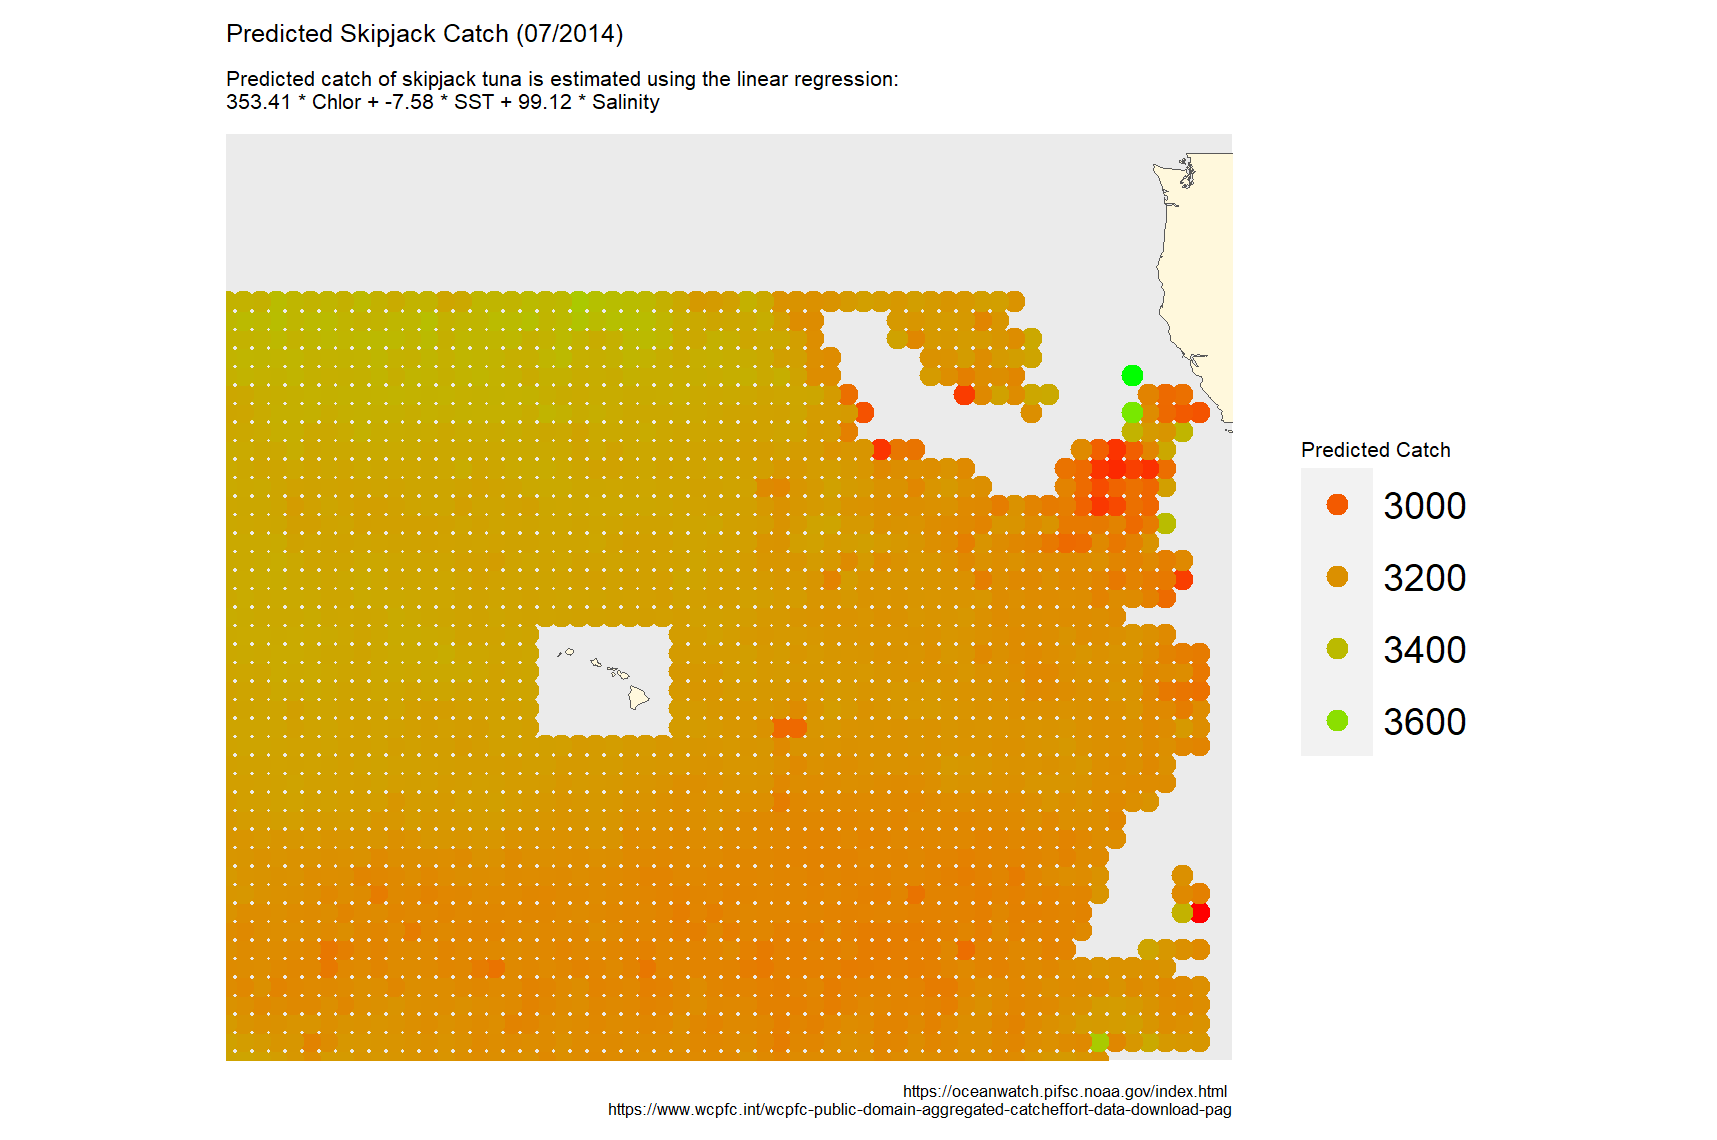 Predicted Skipjack Catch (07/2014)
Predicted catch of skipjack tuna is estimated using the linear regression:
353.41 * Chlor + -7.58 * SST + 99.12 * Salinity
Predicted Catch
3000
3200
3400
3600
https://oceanwatch.pifsc.noaa.gov/index.html
https://www.wcpfc.int/wcpfc-public-domain-aggregated-catcheffort-data-download-pag